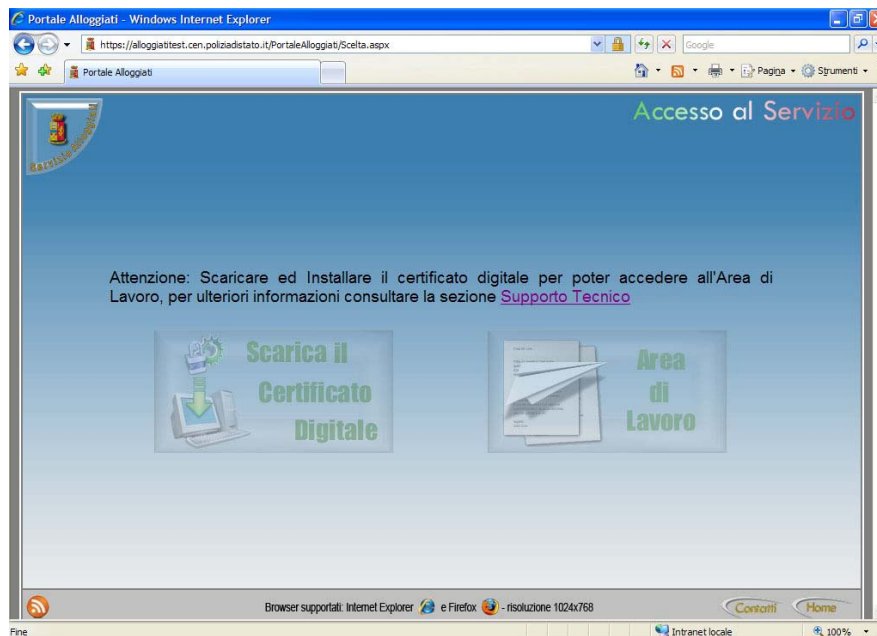 Portale Alloggiati - Windows Internet Explorer
https://alloggiatitest.cen.poliziadistato.it/PortaleAlloggiati/Scelta.aspx
Google
Portale Alloggiati
Pagina
Strumenti
Accesso al Servizio
Servizio Alloggiati
Attenzione: Scaricare ed Installare il certificato digitale per poter accedere all'Area di
Lavoro, per ulteriori informazioni consultare la sezione Supporto Tecnico
Scarica il
Certificato
Digitale
Area
di
Lavoro
Browser supportati: Internet Explorer e Firefox - risoluzione 1024x768
Contatti
Home
Fine
Intranet locale
100%